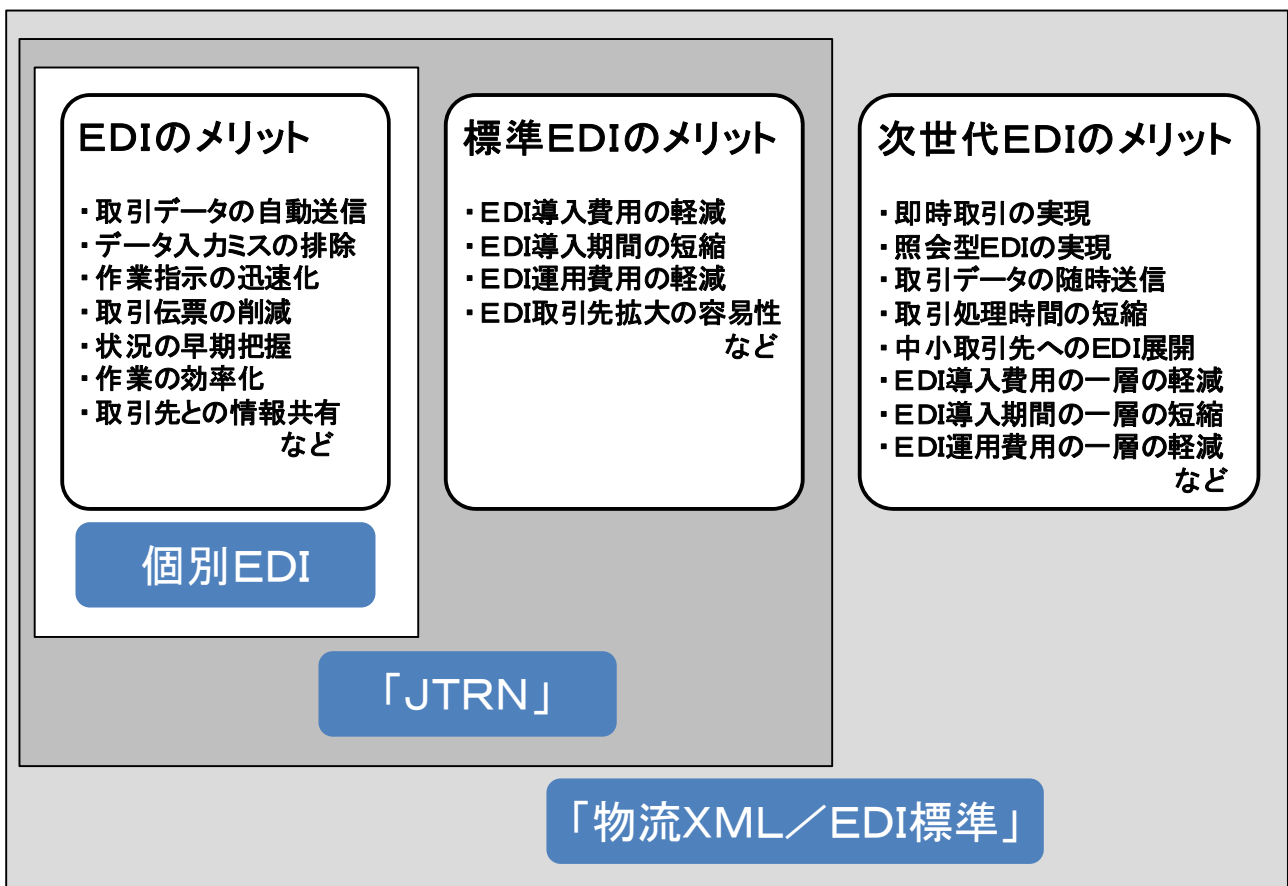 EDIのメリット
・取引データの自動送信
・データ入力ミスの排除
・作業指示の迅速化
・取引伝票の削減
・状況の早期把握
・作業の効率化
・取引先との情報共有
など
個別EDI
標準EDIのメリット
・EDI導入費用の軽減
・EDI導入期間の短縮
・EDI運用費用の軽減
・EDI取引先拡大の容易性
など
「JTRN」
次世代EDIのメリット
・即時取引の実現
・照会型EDIの実現
・取引データの随時送信
・取引処理時間の短縮
・中小取引先へのEDI展開
・EDI導入費用の一層の軽減
・EDI導入期間の一層の短縮
・EDI運用費用の一層の軽減
など
「物流XML／EDI標準」